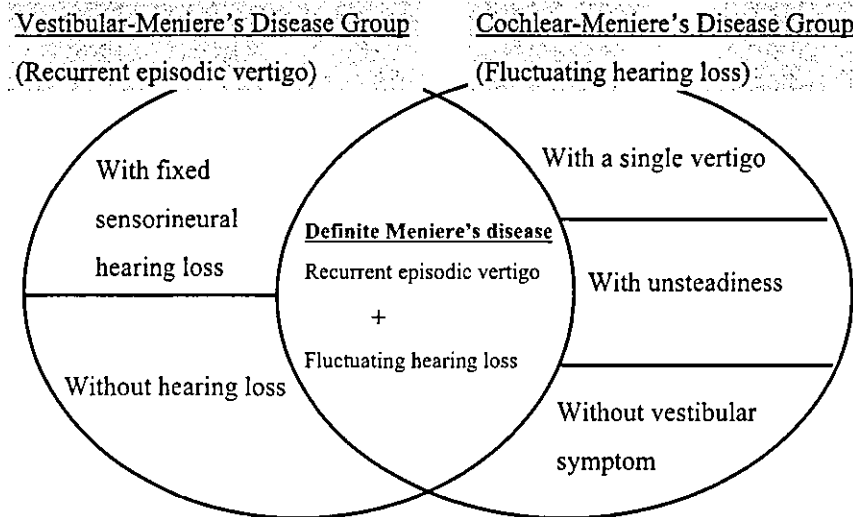 Vestibular-Meniere's Disease Group
(Recurrent episodic vertigo)
Cochlear-Meniere's Disease Group
(Fluctuating hearing loss)
With fixed
sensorineural
hearing loss
Without hearing loss
Definite Meniere's disease
Recurrent episodic vertigo
+
Fluctuating hearing loss
With a single vertigo
With unsteadiness
Without vestibular
symptom